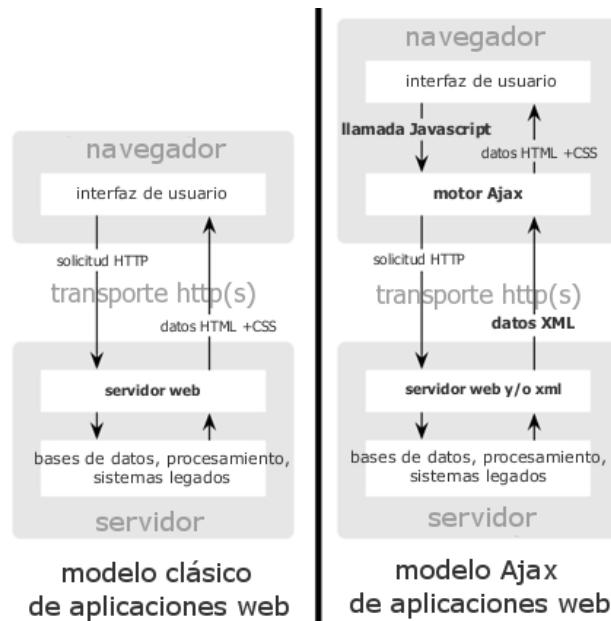 navegador
interfaz de usuario
solicitud HTTP
transporte http(s)
datos HTML +CSS
servidor web
bases de datos, procesamiento,
sistemas legados
servidor
modelo clásico
de aplicaciones web
navegador
interfaz de usuario
llamada Javascript
datos HTML +CSS
motor Ajax
solicitud HTTP
transporte http(s)
datos XML
servidor web y/o xml
bases de datos, procesamiento,
sistemas legados
servidor
modelo Ajax
de aplicaciones web